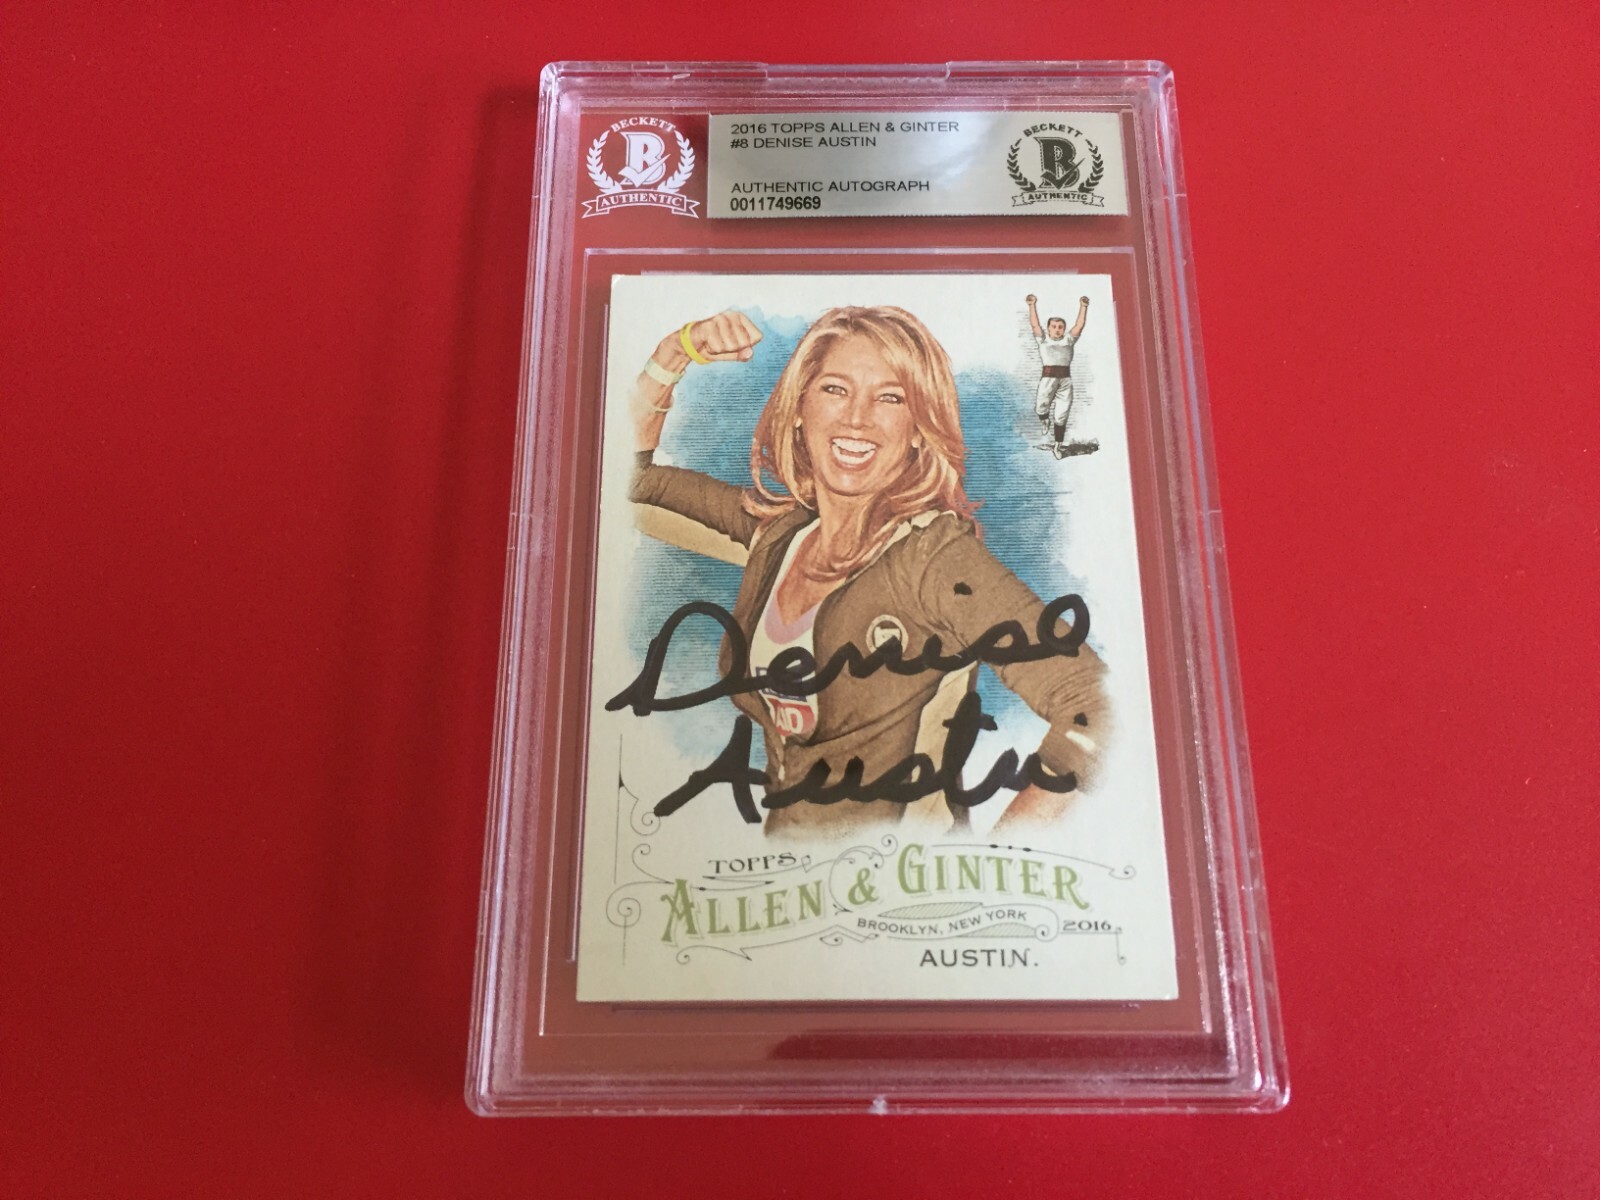 BECKETT
B
AUTHENTIC
2016 TOPPS ALLEN & GINTER
#8 DENISE AUSTIN
AUTHENTIC AUTOGRAPH
0011749669
BECKETT
B
AUTHENTIC
Denise
AID
Austin
TOPPS
ALLEN & GINTER
BROOKLYN, NEW YORK
2016
AUSTIN.